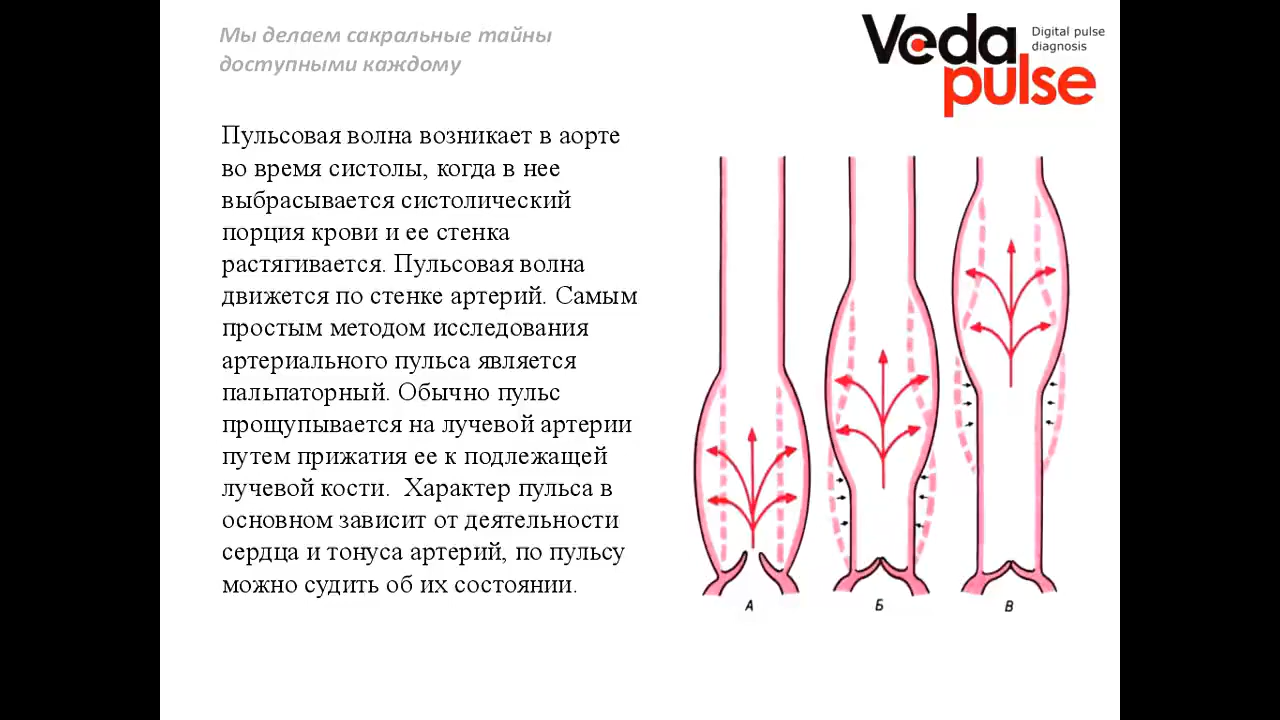 Мы делаем сакральные тайны
доступными каждому
Veda
pulse
Digital pulse
diagnosis
Пульсовая волна возникает в аорте
во время систолы, когда в нее
выбрасывается систолический
порция крови и ее стенка
растягивается. Пульсовая волна
движется по стенке артерий. Самым
простым методом исследования
артериального пульса является
пальпаторный. Обычно пульс
прощупывается на лучевой артерии
путем прижатия ее к подлежащей
лучевой кости.  Характер пульса в
основном зависит от деятельности
сердца и тонуса артерий, по пульсу
можно судить об их состоянии.
А
Б
В